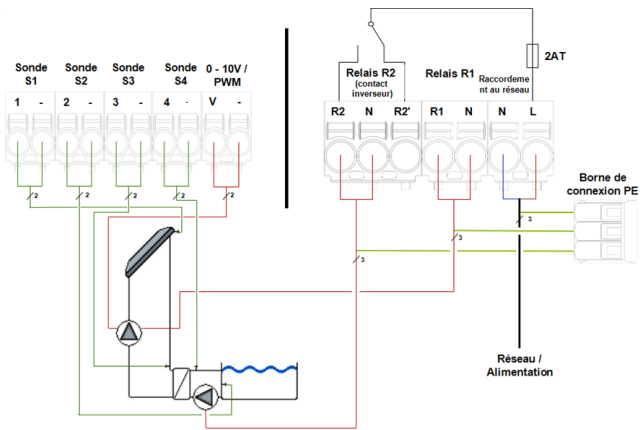 Sonde S1
Sonde S2
Sonde S3
Sonde S4
0 - 10V / PWM
1 - 2 - 3 - 4 - V -
2 2 2 2 2
2AT
Relais R2
(contact
inverseur)
Relais R1
Raccordeme
nt au réseau
R2 N R2' R1 N N L
Borne de
connexion PE
3
3
3
Réseau /
Alimentation